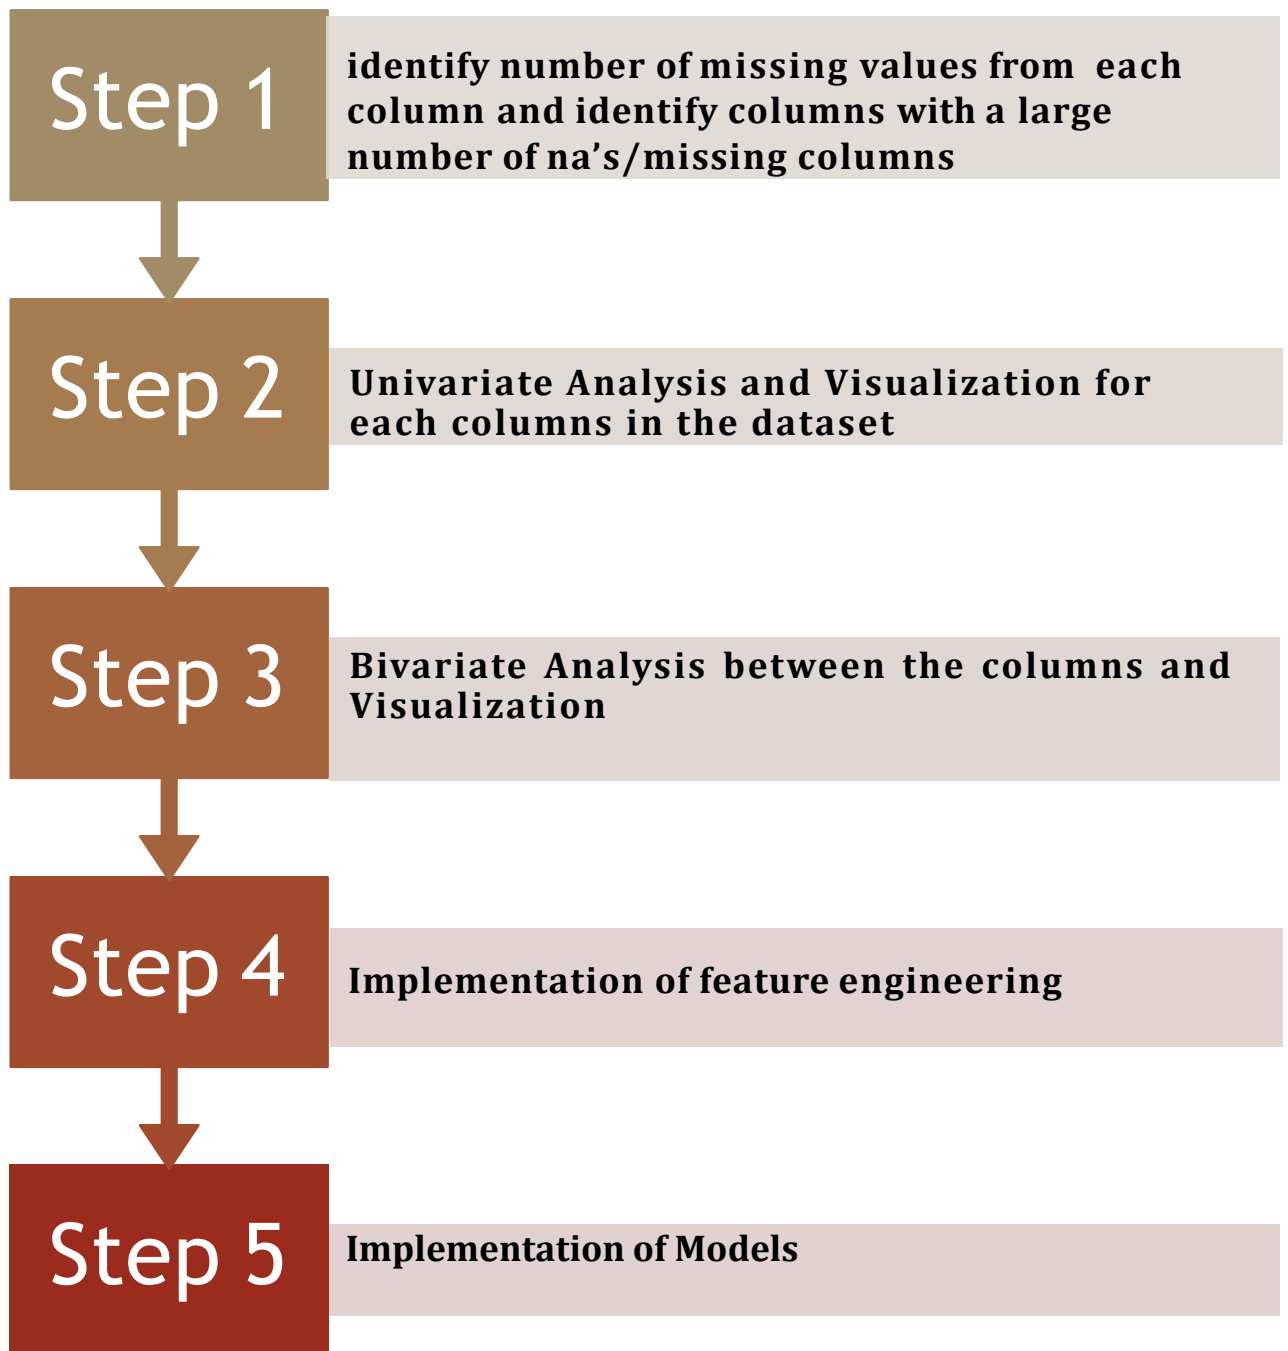 Step 1
identify number of missing values from each
column and identify columns with a large
number of na's/missing columns
Step 2
Univariate Analysis and Visualization for
each columns in the dataset
Step 3
Bivariate Analysis between the columns and
Visualization
Step 4
Implementation of feature engineering
Step 5
Implementation of Models